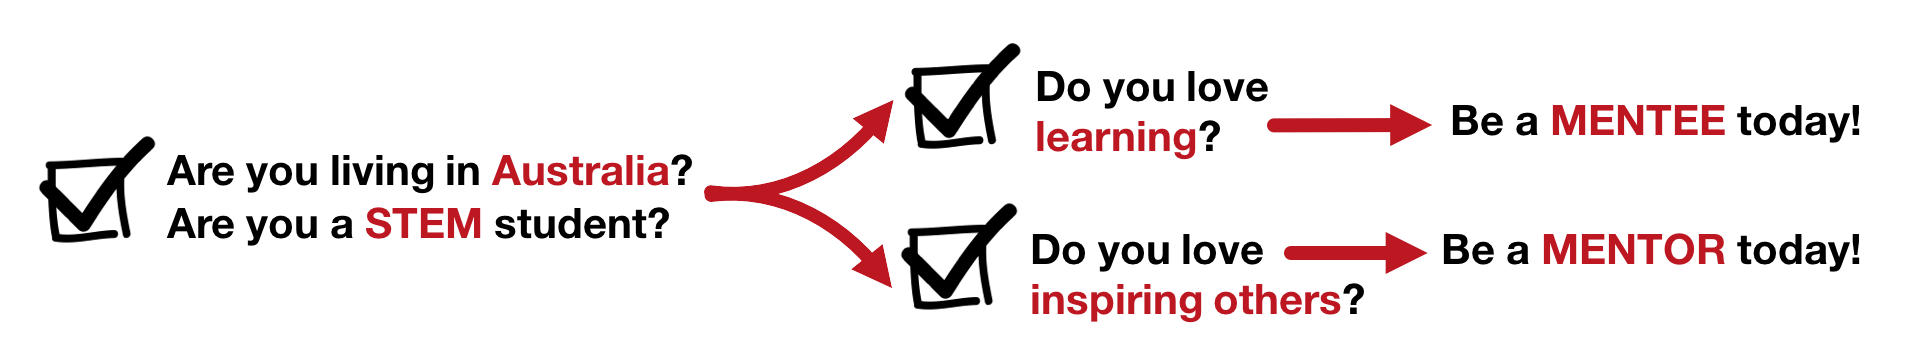 Are you living in Australia?
Are you a STEM student?
Do you love
learning?
Be a MENTEE today!
Do you love
inspiring others?
Be a MENTOR today!